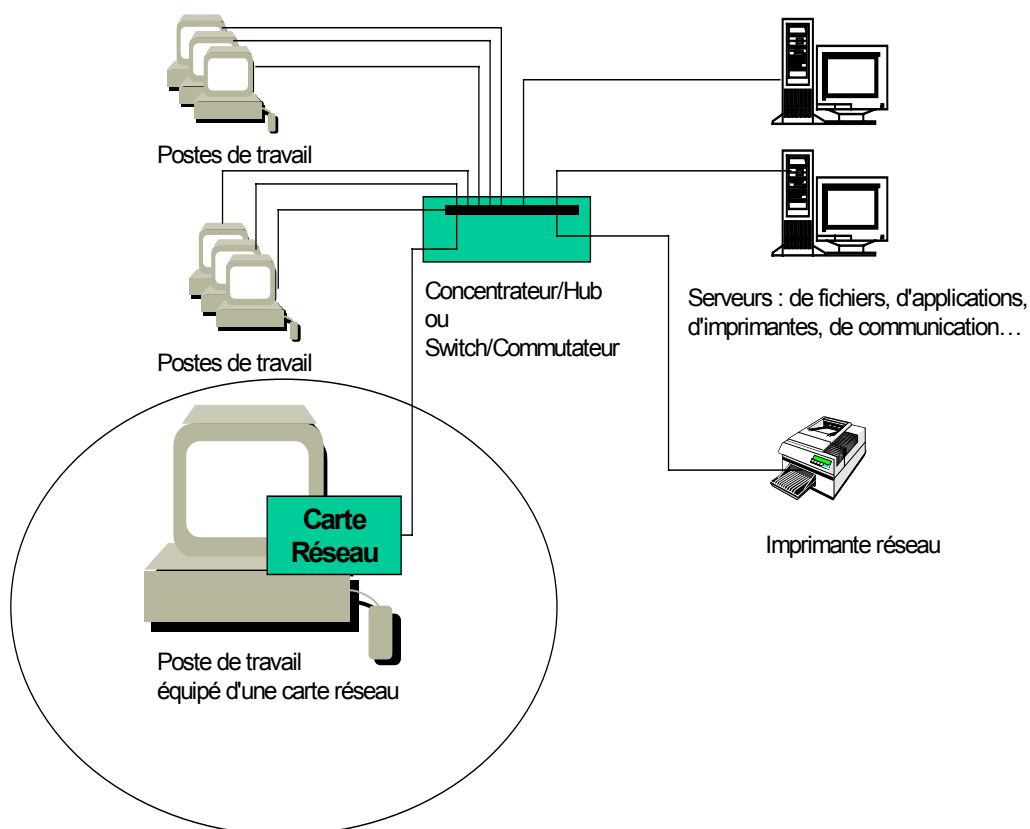 Postes de travail
Postes de travail
Concentrateur/Hub
ou
Switch/Commutateur
Serveurs : de fichiers, d'applications,
d'imprimantes, de communication…
Carte
Réseau
Imprimante réseau
Poste de travail
équipé d'une carte réseau